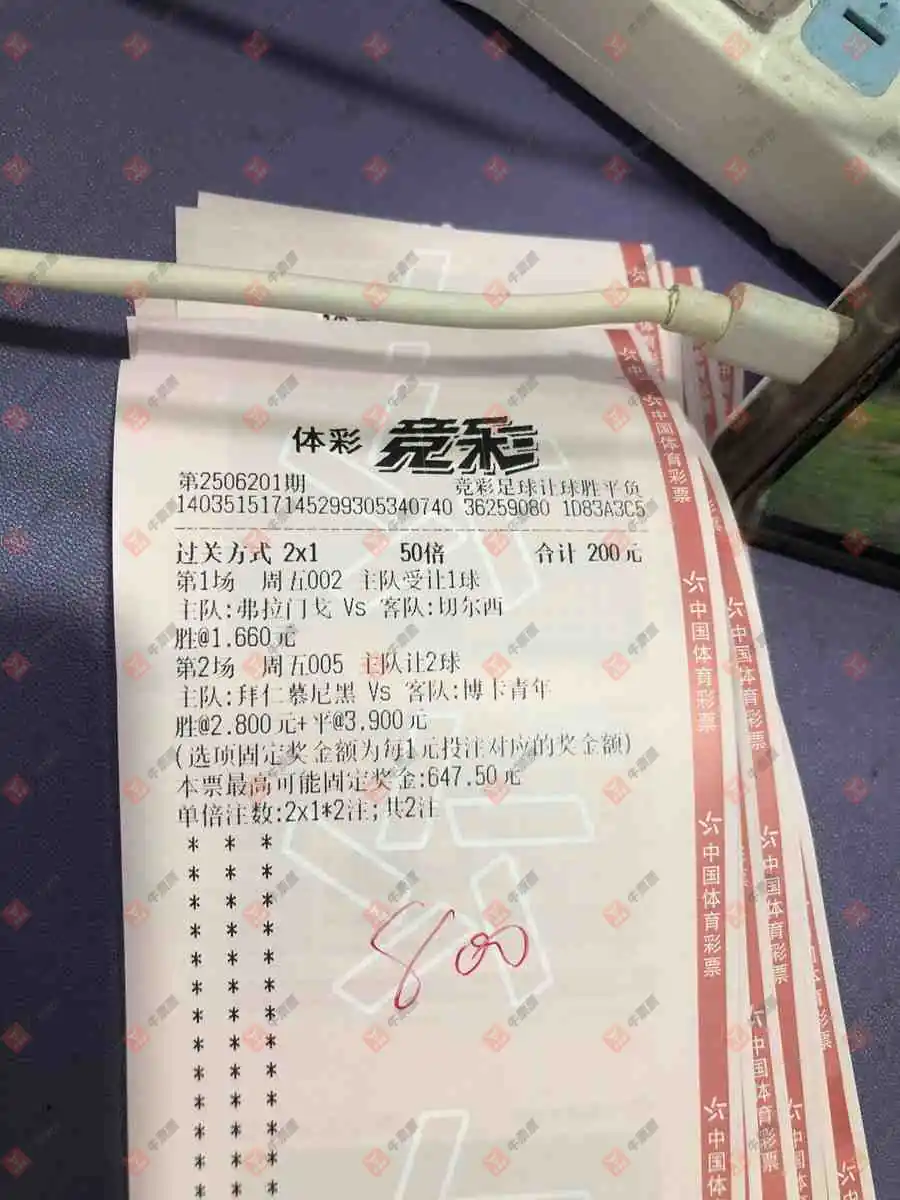 体彩 竞彩
第2506201期 竞彩足球让球胜平负
140351517145299305340740 36259080 1D83A3C5
过关方式 2x1 50倍 合计 200元
第1场 周五002 主队受让1球
主队:弗拉门戈 Vs 客队:切尔西
胜@1.660元
第2场 周五005 主队让2球
主队:拜仁慕尼黑 Vs 客队:博卡青年
胜@2.800元+平@3.900元
(选项固定奖金额为每1元投注对应的奖金额)
本票最高可能固定奖金:647.50元
单倍注数:2x1*2注;共2注
800
中国体育彩票
中国体育彩票
中国体育彩票